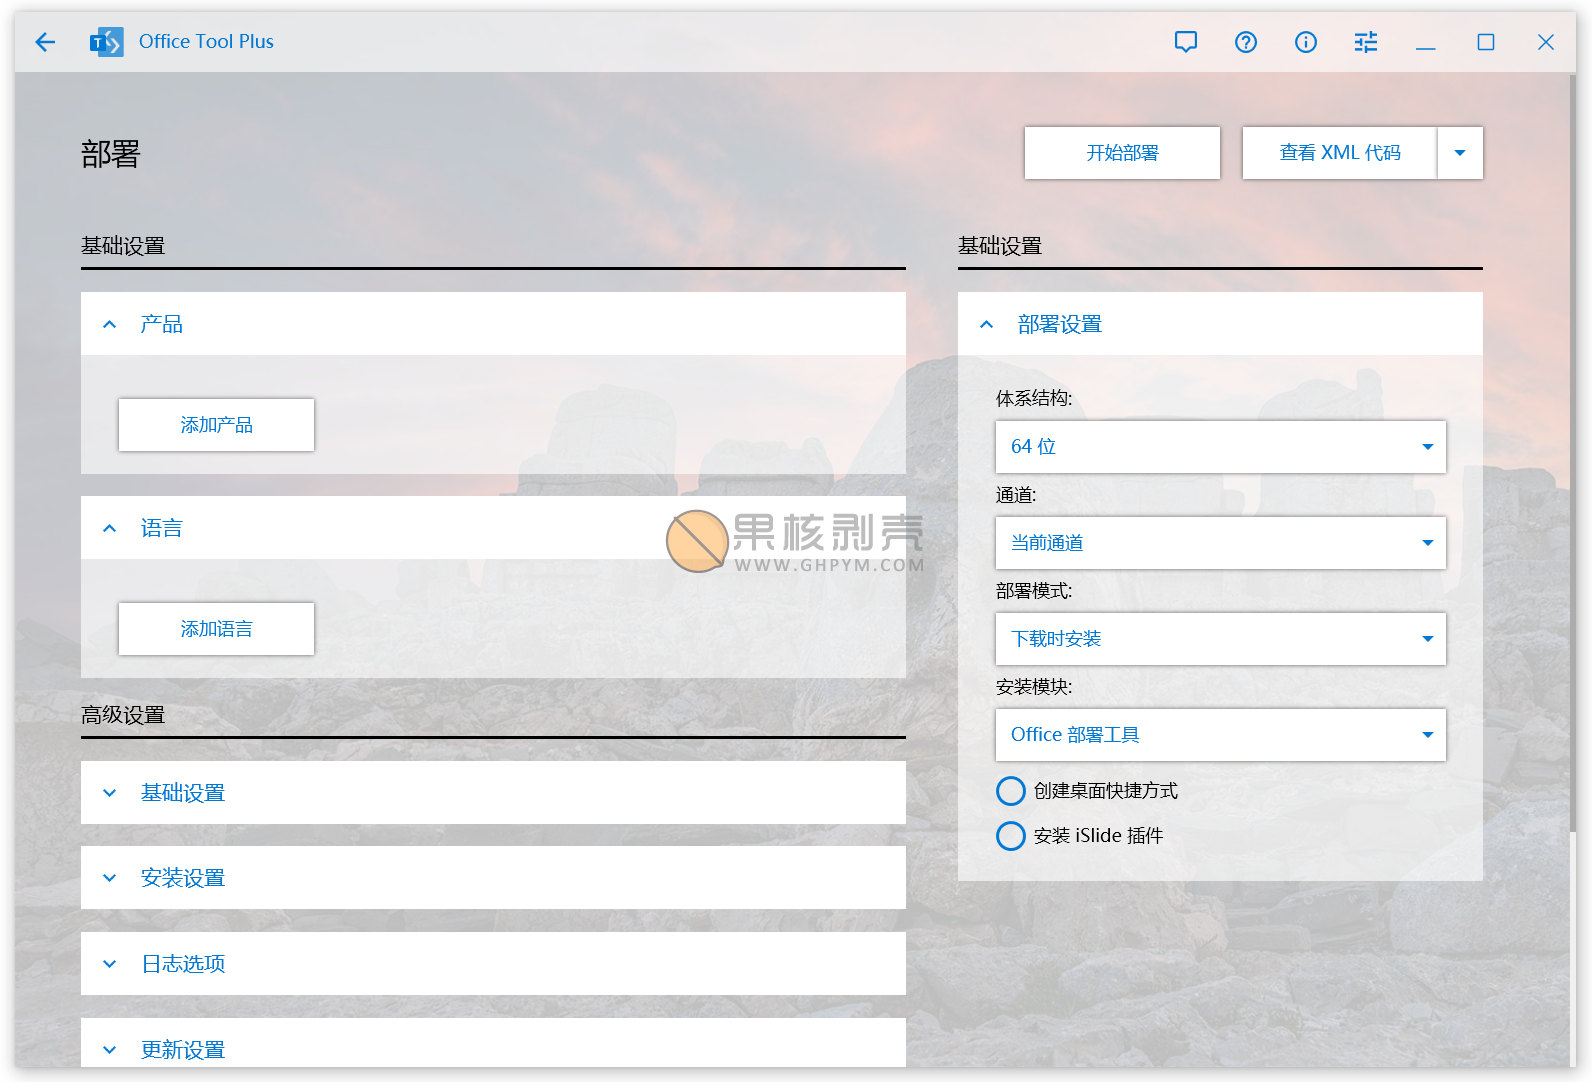 Office Tool Plus
部署
开始部署
查看 XML 代码
基础设置
产品
添加产品
语言
添加语言
高级设置
基础设置
安装设置
日志选项
更新设置
基础设置
部署设置
体系结构:
64 位
通道:
当前通道
部署模式:
下载时安装
安装模块:
Office 部署工具
创建桌面快捷方式
安装 iSlide 插件
果核剥壳
WWW.GHPYM.COM